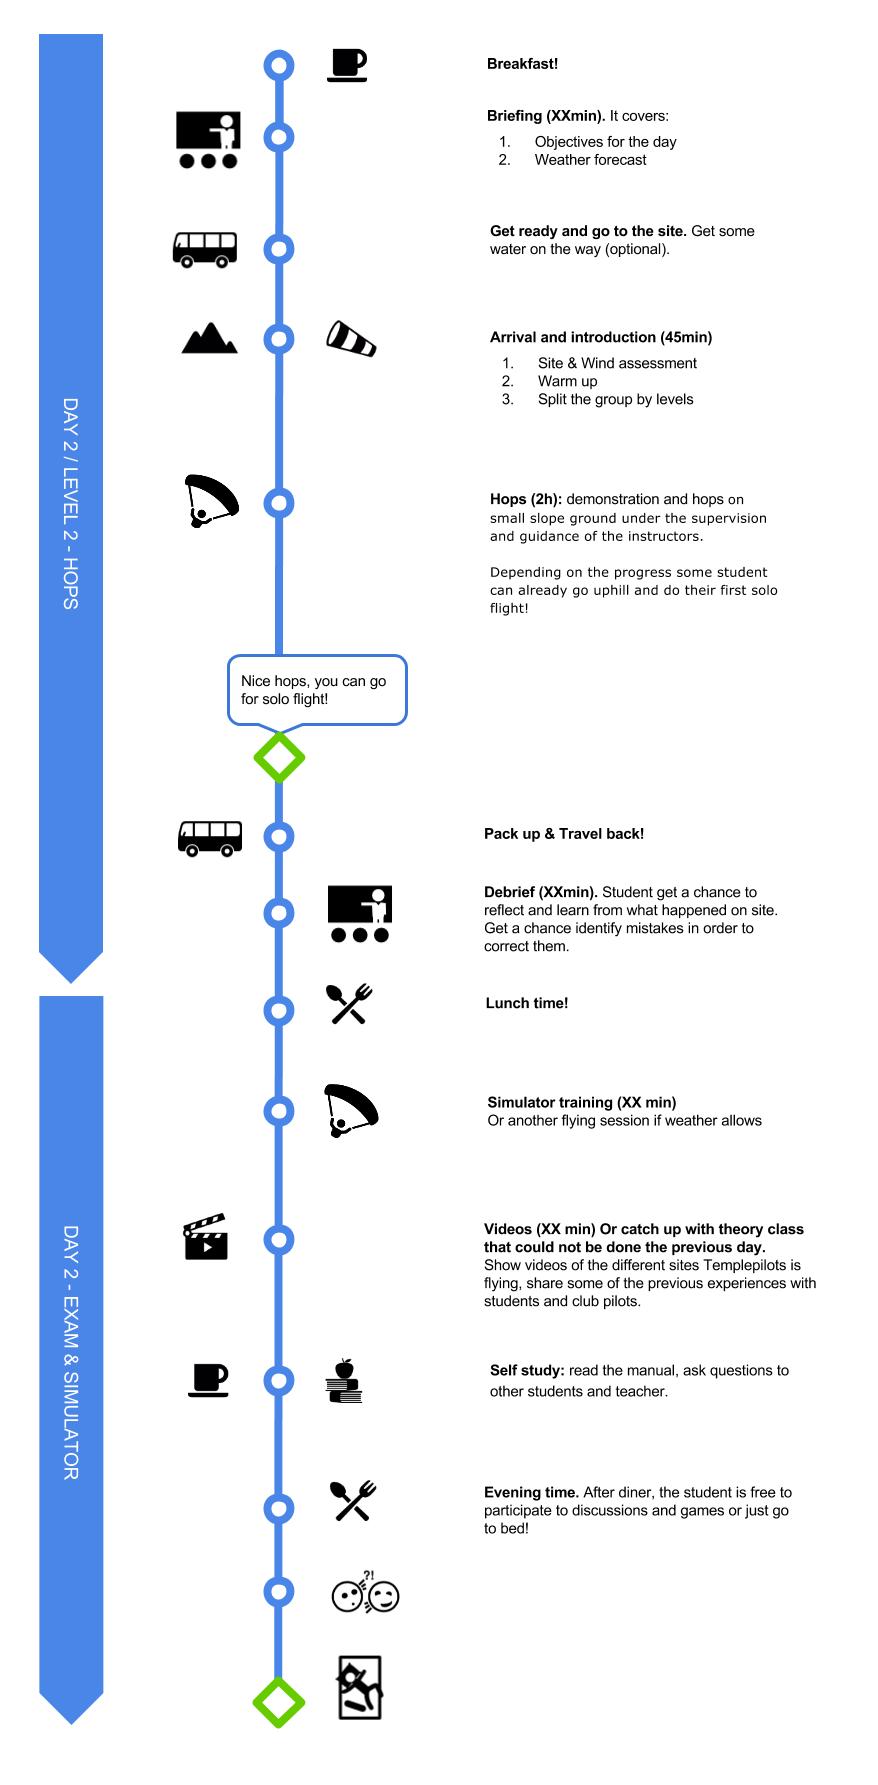 Breakfast!
Briefing (XXmin). It covers:
1. Objectives for the day
2. Weather forecast
Get ready and go to the site. Get some
water on the way (optional).
Arrival and introduction (45min)
1. Site & Wind assessment
2. Warm up
3. Split the group by levels
DAY 2 / LEVEL 2 - HOPS
Hops (2h): demonstration and hops on
small slope ground under the supervision
and guidance of the instructors.
Depending on the progress some student
can already go uphill and do their first solo
flight!
Nice hops, you can go
for solo flight!
Pack up & Travel back!
Debrief (XXmin). Student get a chance to
reflect and learn from what happened on site.
Get a chance identify mistakes in order to
correct them.
Lunch time!
Simulator training (XX min)
Or another flying session if weather allows
DAY 2 - EXAM & SIMULATOR
Videos (XX min) Or catch up with theory class
that could not be done the previous day.
Show videos of the different sites Templepilots is
flying, share some of the previous experiences with
students and club pilots.
Self study: read the manual, ask questions to
other students and teacher.
Evening time. After diner, the student is free to
participate to discussions and games or just go
to bed!
?!